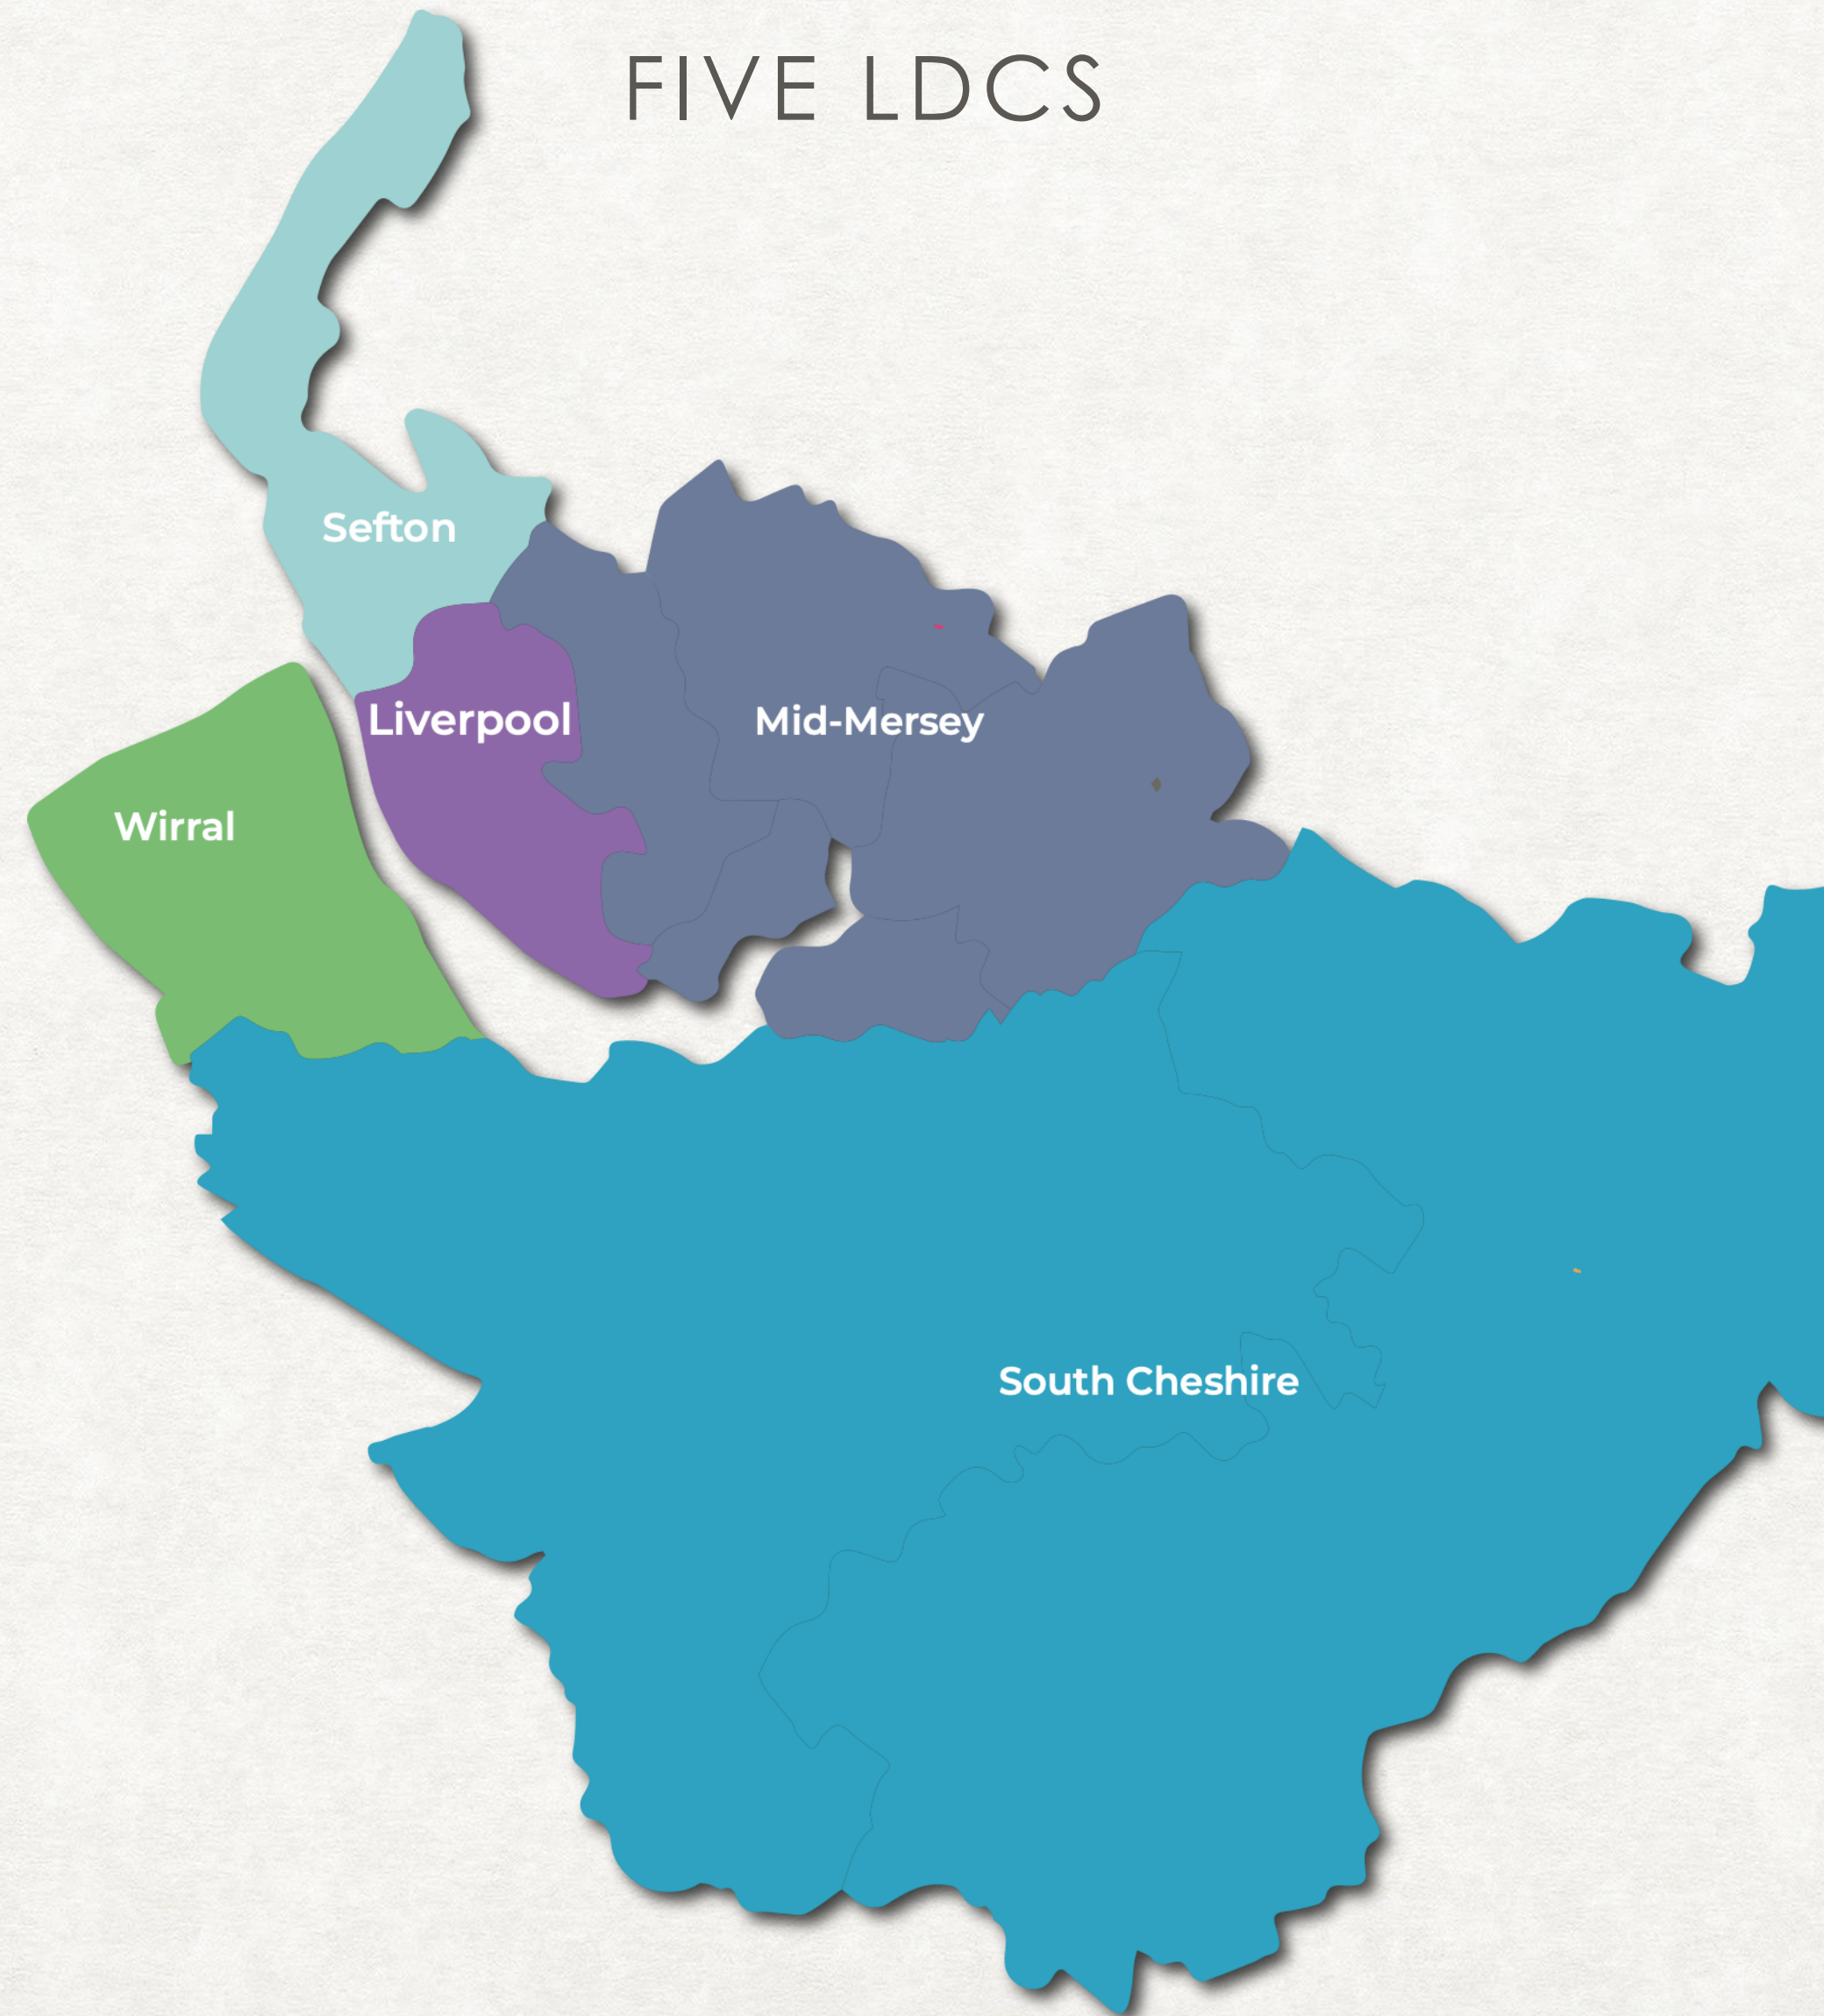 FIVE LDCS
Sefton
Liverpool
Mid-Mersey
Wirral
South Cheshire